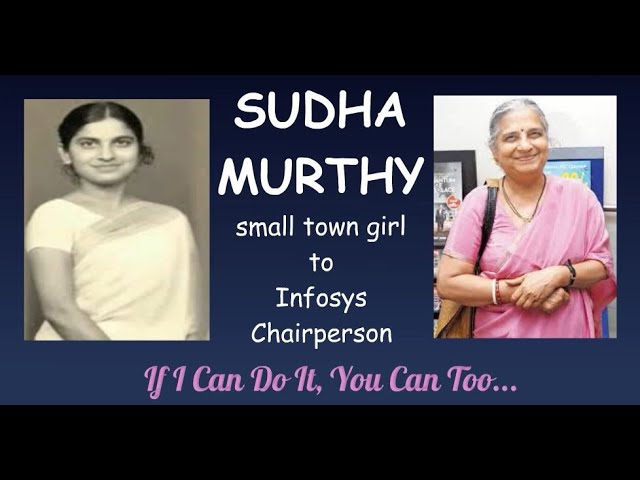 SUDHA
MURTHY
small town girl
to
Infosys
Chairperson
If I Can Do It, You Can Too...